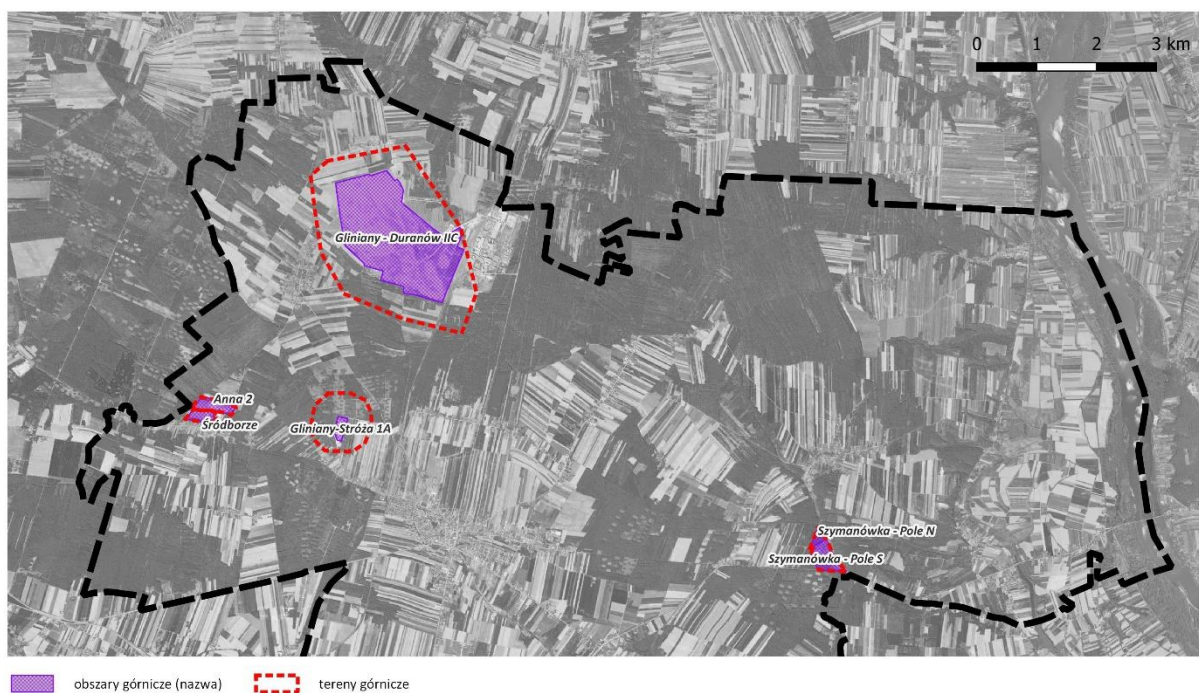 0 1 2 3 km
Gliniany - Duranów IIC
Anna 2
Śródborze
Gliniany-Stróża 1A
Szymanówka - Pole N
Szymanówka - Pole S
obszary górnicze (nazwa) tereny górnicze